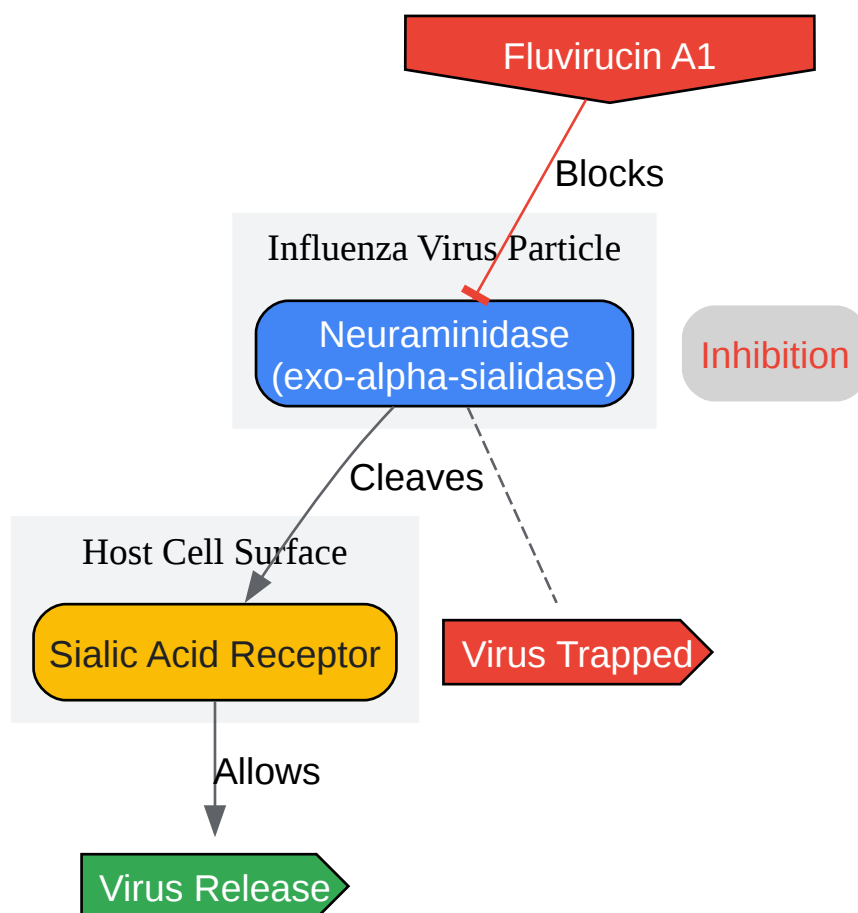 Fluvirucin A1
Blocks
Influenza Virus Particle
Neuraminidase
(exo-alpha-sialidase)
Inhibition
Cleaves
Host Cell Surface
Sialic Acid Receptor
Virus Trapped
Allows
Virus Release